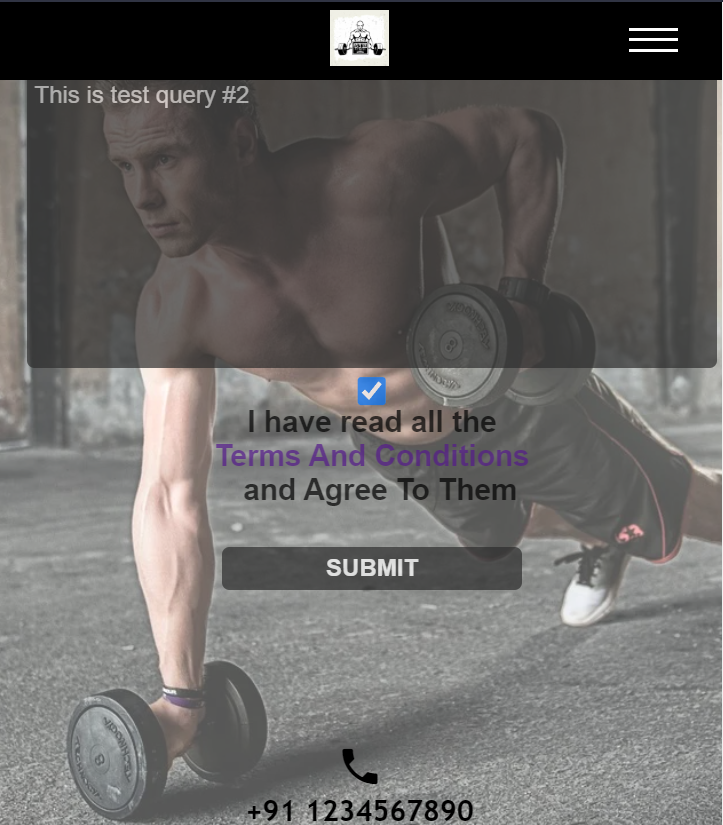 This is test query #2
I have read all the
Terms And Conditions
and Agree To Them
SUBMIT
+91 1234567890